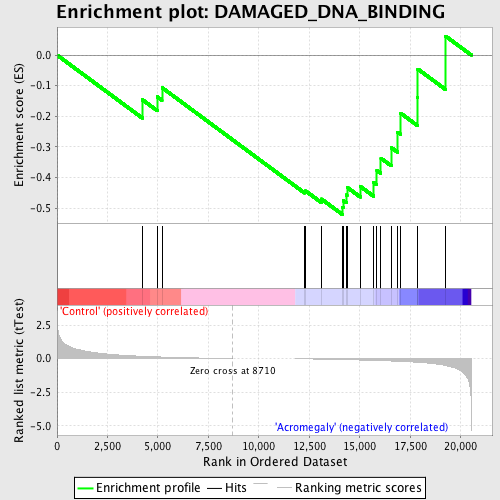 Enrichment plot: DAMAGED_DNA_BINDING
Enrichment score (ES)
0.0
-0.1
-0.2
-0.3
-0.4
-0.5
'Control' (positively correlated)
Ranked list metric (tTest)
2.5
0.0
-2.5
-5.0
Zero cross at 8710
'Acromegaly' (negatively correlated)
0 2,500 5,000 7,500 10,000 12,500 15,000 17,500 20,000
Rank in Ordered Dataset
Enrichment profile Hits Ranking metric scores